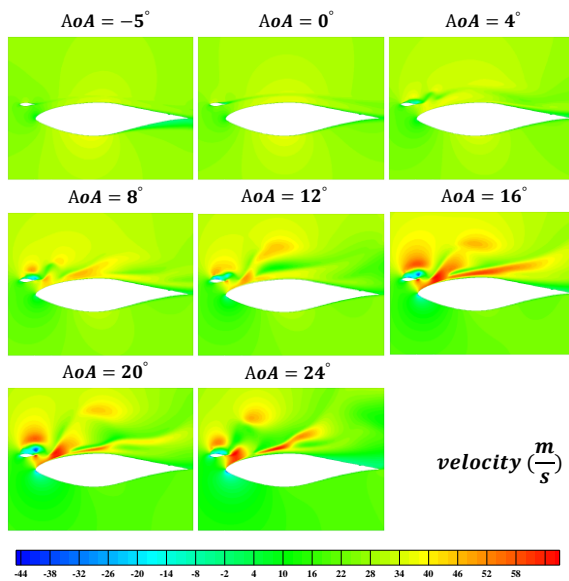 AoA = −5° AoA = 0° AoA = 4°
AoA = 8° AoA = 12° AoA = 16°
AoA = 20° AoA = 24°
velocity (m/s)
-44 -38 -32 -26 -20 -14 -8 -2 4 10 16 22 28 34 40 46 52 58